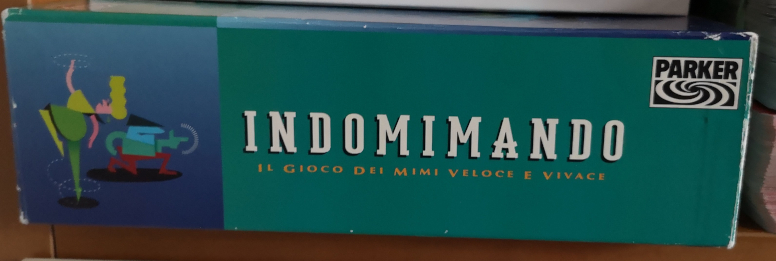 PARKER
INDOMIMANDO
IL GIOCO DEI MIMI VELOCE E VIVACE